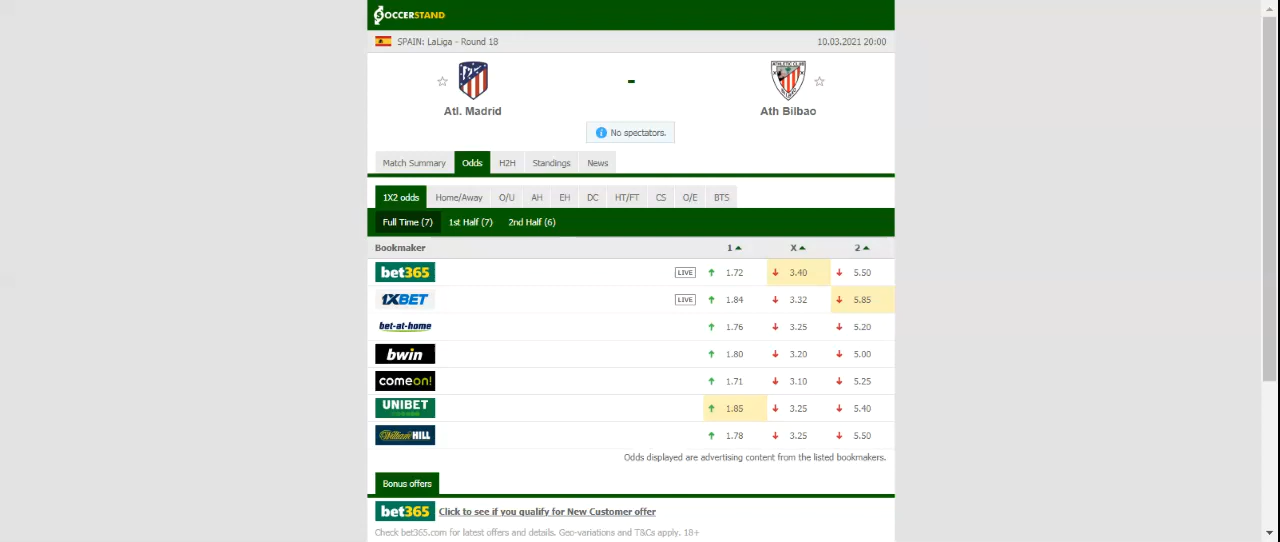 SOCCERSTAND
SPAIN: LaLiga - Round 18 10.03.2021 20:00
ATHLETIC CLUB
-
Atl. Madrid Ath Bilbao
No spectators.
Match Summary Odds H2H Standings News
1X2 odds Home/Away O/U AH EH DC HT/FT CS O/E BTS
Full Time (7) 1st Half (7) 2nd Half (6)
Bookmaker 1 X 2
bet365 LIVE 1.72 3.40 5.50
1XBET LIVE 1.84 3.32 5.85
bet-at-home 1.76 3.25 5.20
bwin 1.80 3.20 5.00
comeon! 1.71 3.10 5.25
UNIBET 1.85 3.25 5.40
William HILL 1.78 3.25 5.50
Odds displayed are advertising content from the listed bookmakers.
Bonus offers
bet365 Click to see if you qualify for New Customer offer
Check bet365.com for latest offers and details. Geo-variations and T&Cs apply. 18+